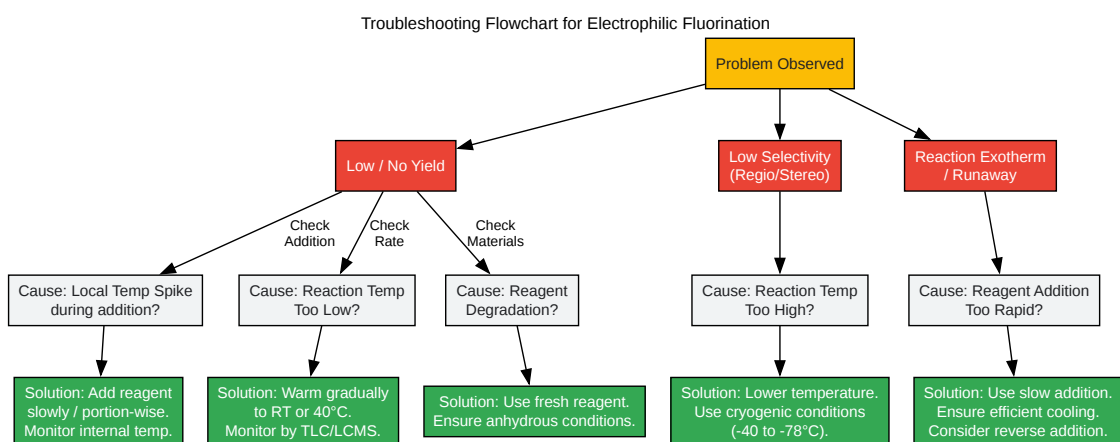 Troubleshooting Flowchart for Electrophilic Fluorination
Problem Observed
Low / No Yield
Low Selectivity
(Regio/Stereo)
Reaction Exotherm
/ Runaway
Check
Addition
Check
Rate
Check
Materials
Cause: Local Temp Spike
during addition?
Cause: Reaction Temp
Too Low?
Cause: Reagent
Degradation?
Cause: Reaction Temp
Too High?
Cause: Reagent Addition
Too Rapid?
Solution: Add reagent
slowly / portion-wise.
Monitor internal temp.
Solution: Warm gradually
to RT or 40°C.
Monitor by TLC/LCMS.
Solution: Use fresh reagent.
Ensure anhydrous conditions.
Solution: Lower temperature.
Use cryogenic conditions
(-40 to -78°C).
Solution: Use slow addition.
Ensure efficient cooling.
Consider reverse addition.